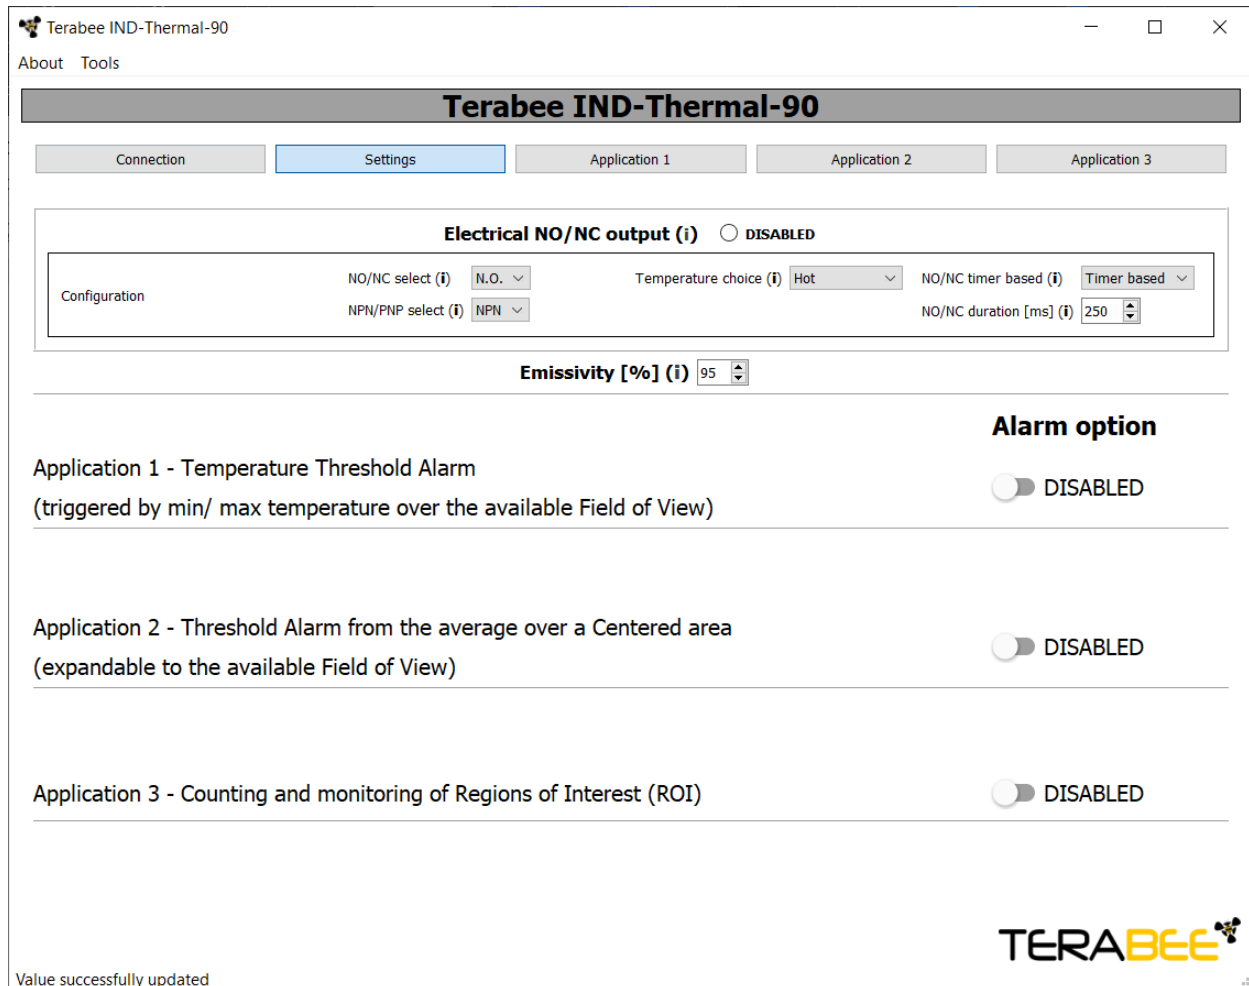 Terabee IND-Thermal-90
About Tools
Terabee IND-Thermal-90
Connection Settings Application 1 Application 2 Application 3
Electrical NO/NC output (i) DISABLED
NO/NC select (i) N.O. Temperature choice (i) Hot NO/NC timer based (i) Timer based
Configuration
NPN/PNP select (i) NPN NO/NC duration [ms] (i) 250
Emissivity [%] (i) 95
Alarm option
Application 1 - Temperature Threshold Alarm
(triggered by min/ max temperature over the available Field of View)
DISABLED
Application 2 - Threshold Alarm from the average over a Centered area
(expandable to the available Field of View)
DISABLED
Application 3 - Counting and monitoring of Regions of Interest (ROI) DISABLED
TERABEE
Value successfully updated